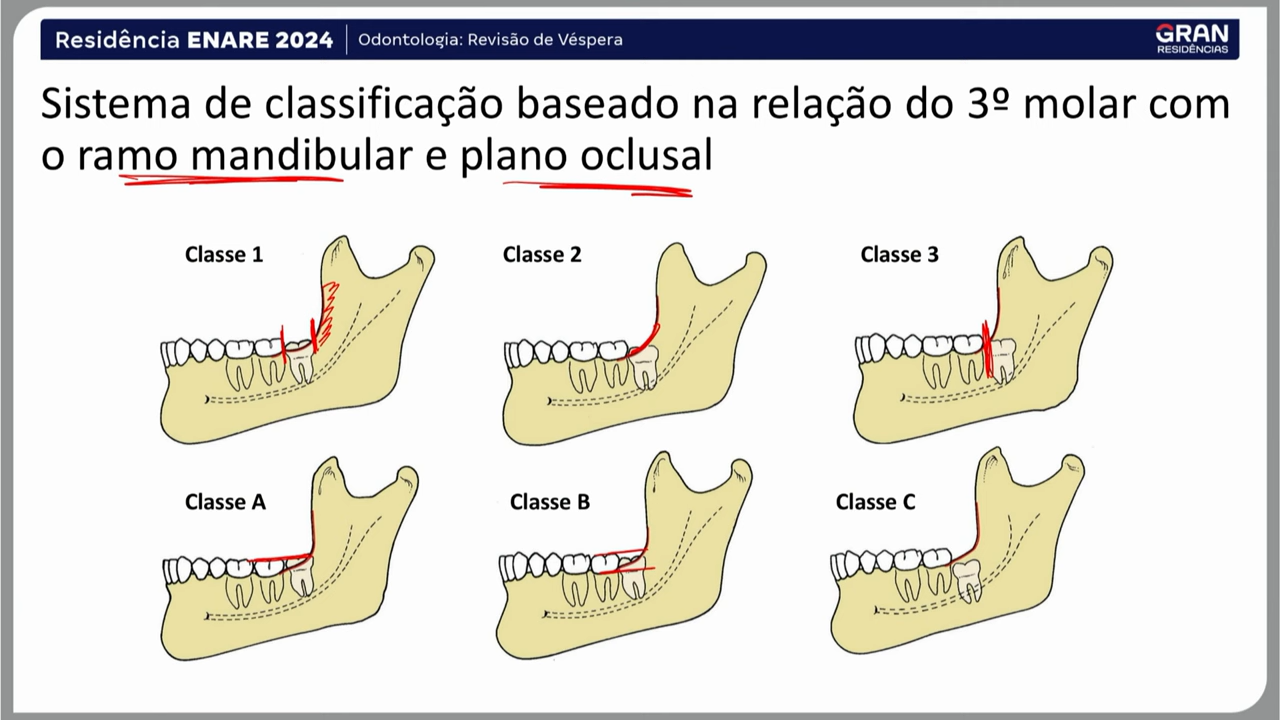 Residência ENARE 2024 | Odontologia: Revisão de Véspera
GRAN
RESIDÊNCIAS
Sistema de classificação baseado na relação do 3º molar com
o ramo mandibular e plano oclusal
Classe 1
Classe 2
Classe 3
Classe A
Classe B
Classe C